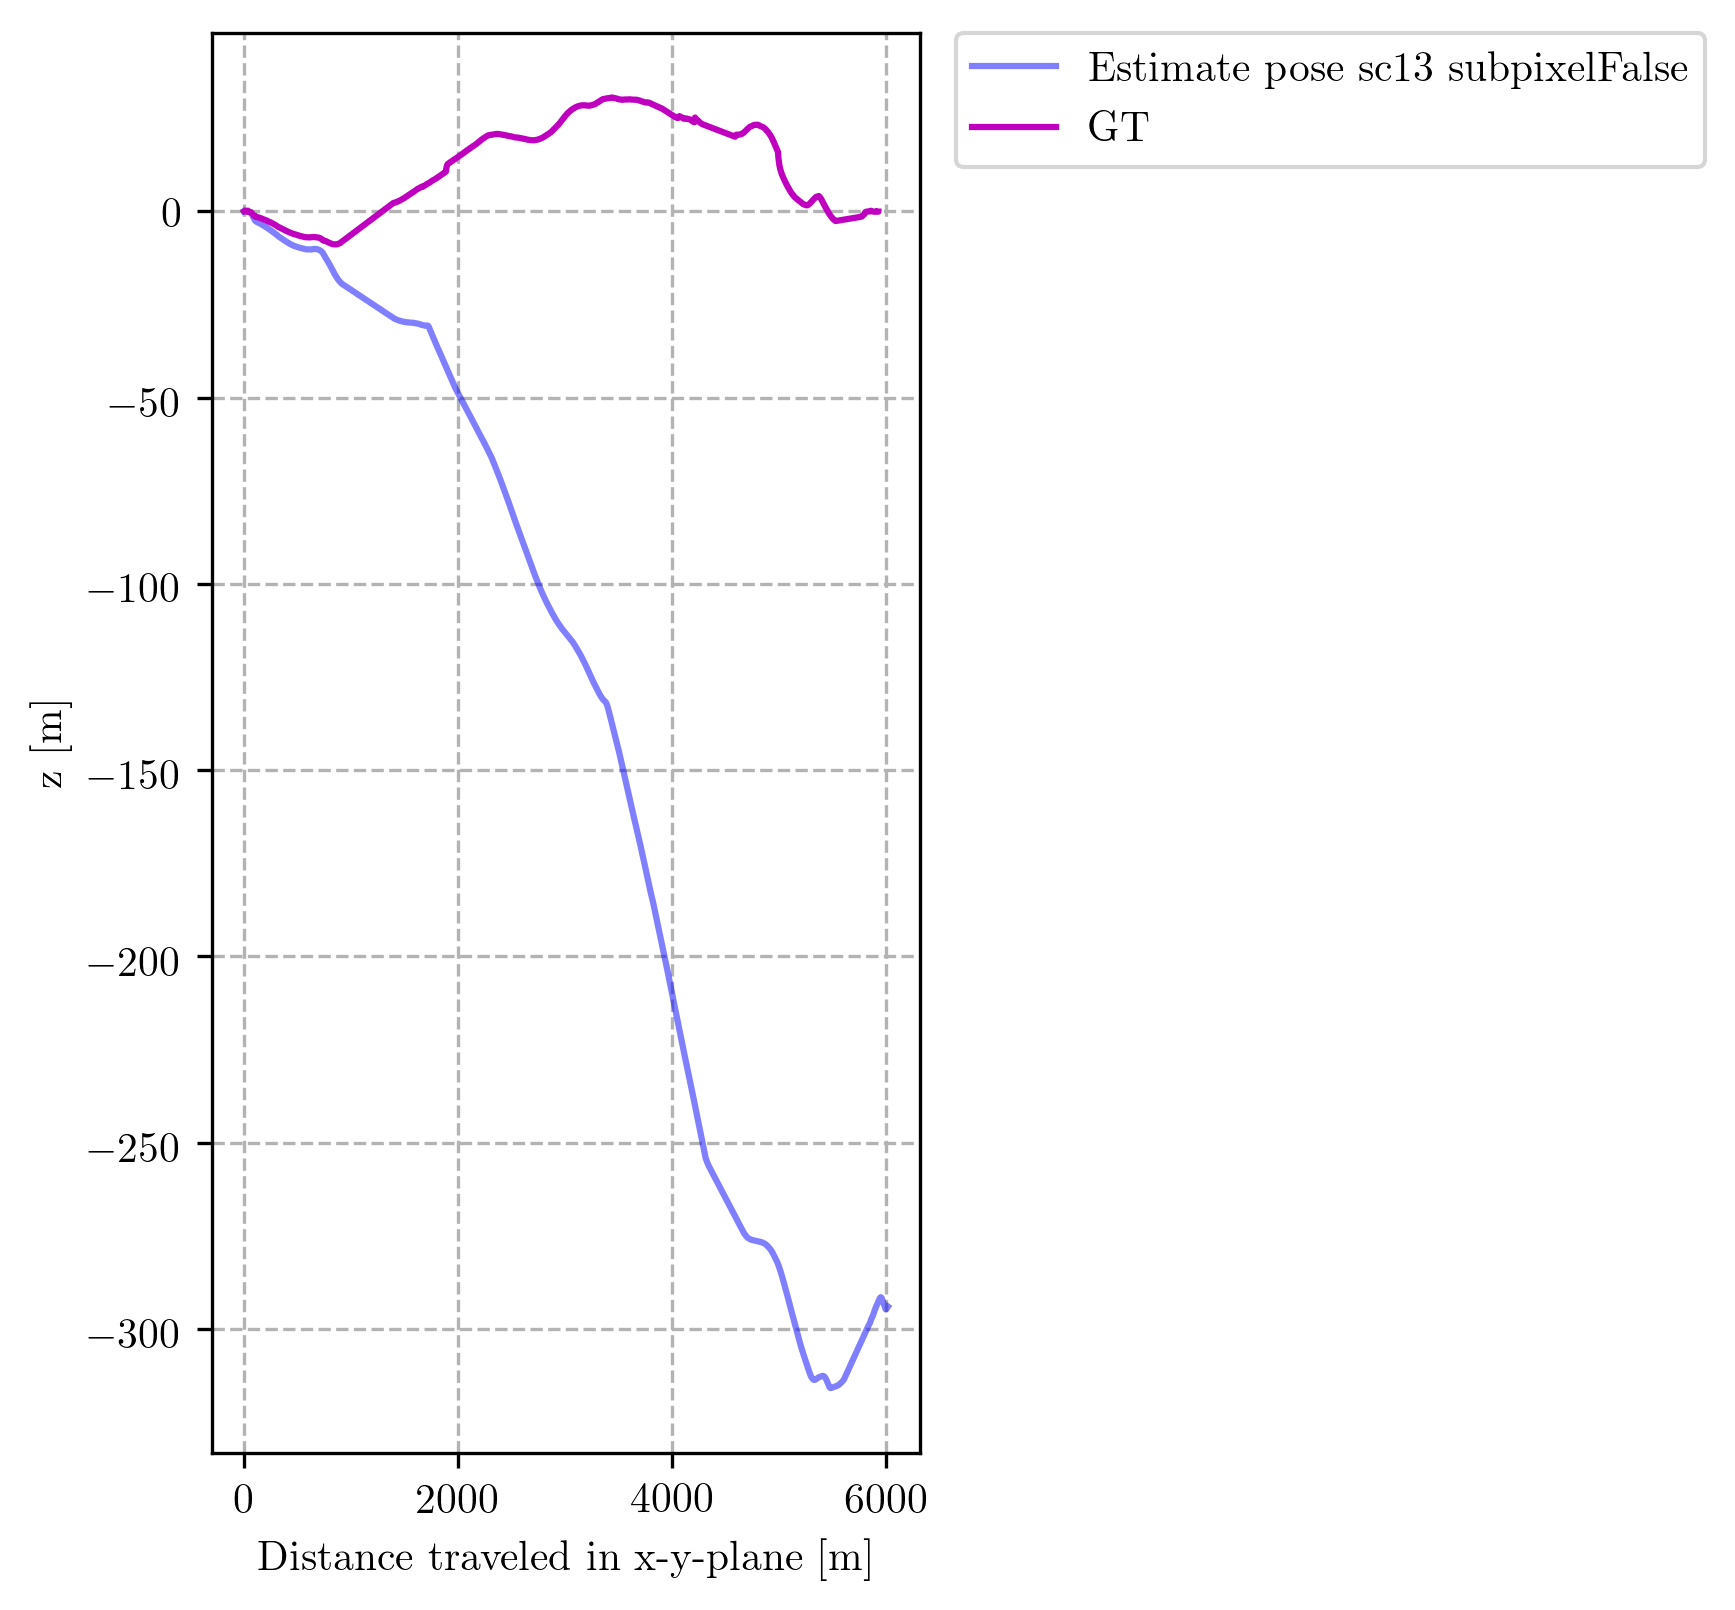 Estimate pose sc13 subpixelFalse
GT
0
−50
−100
−150
−200
−250
−300
z [m]
0 2000 4000 6000
Distance traveled in x-y-plane [m]